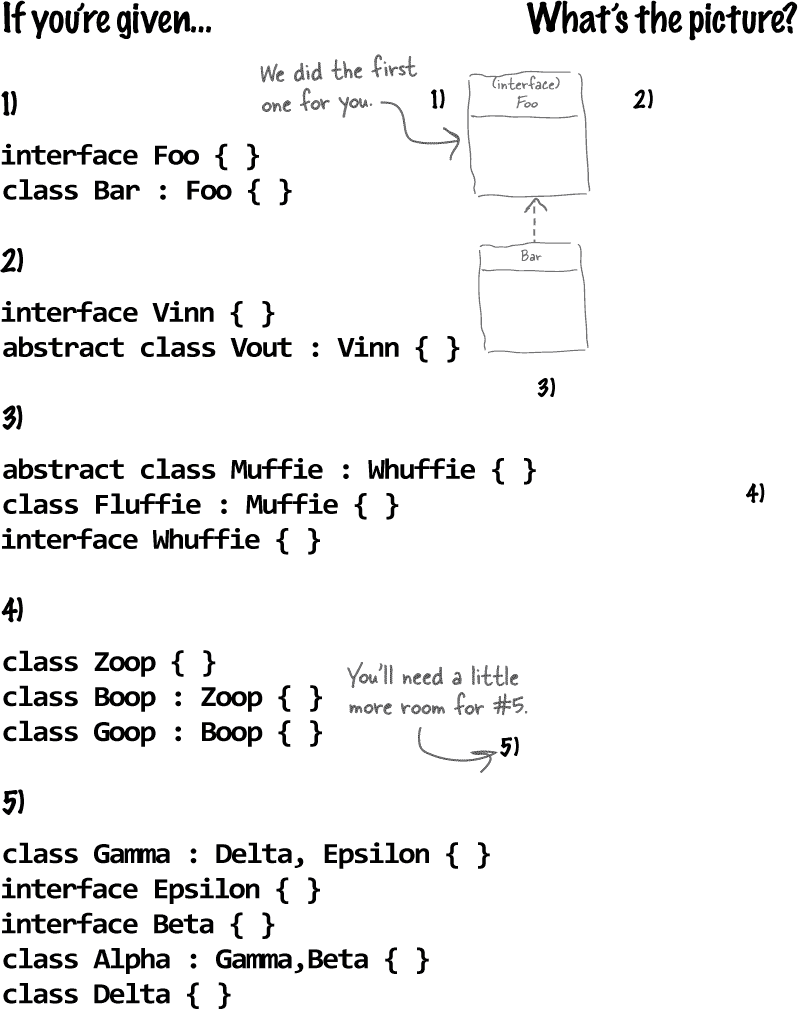 If you're given...
What's the picture?
We did the first
one for you.
1)
(interface)
Foo
Bar
2)
3)
4)
1)
interface Foo { }
class Bar : Foo { }
2)
interface Vinn { }
abstract class Vout : Vinn { }
3)
abstract class Muffie : Whuffie { }
class Fluffie : Muffie { }
interface Whuffie { }
4)
class Zoop { }
class Boop : Zoop { }
class Goop : Boop { }
You'll need a little
more room for #5.
5)
5)
class Gamma : Delta, Epsilon { }
interface Epsilon { }
interface Beta { }
class Alpha : Gamma,Beta { }
class Delta { }